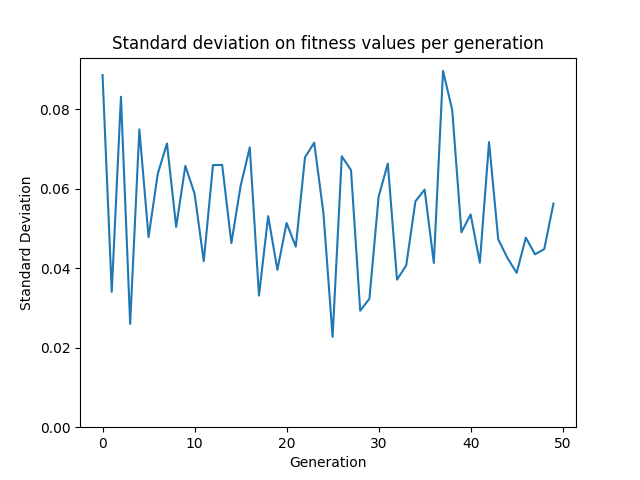 Standard deviation on fitness values per generation
0.08
0.06
0.04
0.02
0.00
Standard Deviation
0 10 20 30 40 50
Generation